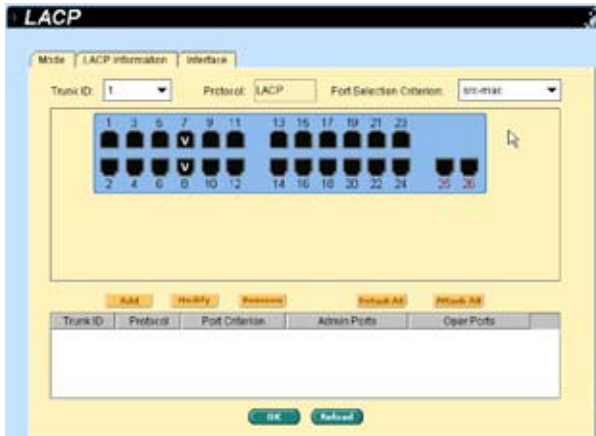 LACP
Mode LACP Information Interface
Trunk ID: 1 Protocol: LACP Port Selection Criterion: src-mac
1 3 5 7 9 11 13 15 17 19 21 23
V
V
2 4 6 8 10 12 14 16 18 20 22 24 25 26
Add Modify Remove Detach All Attach All
Trunk ID Protocol Port Criterion Admin Ports Oper Ports
OK Reload